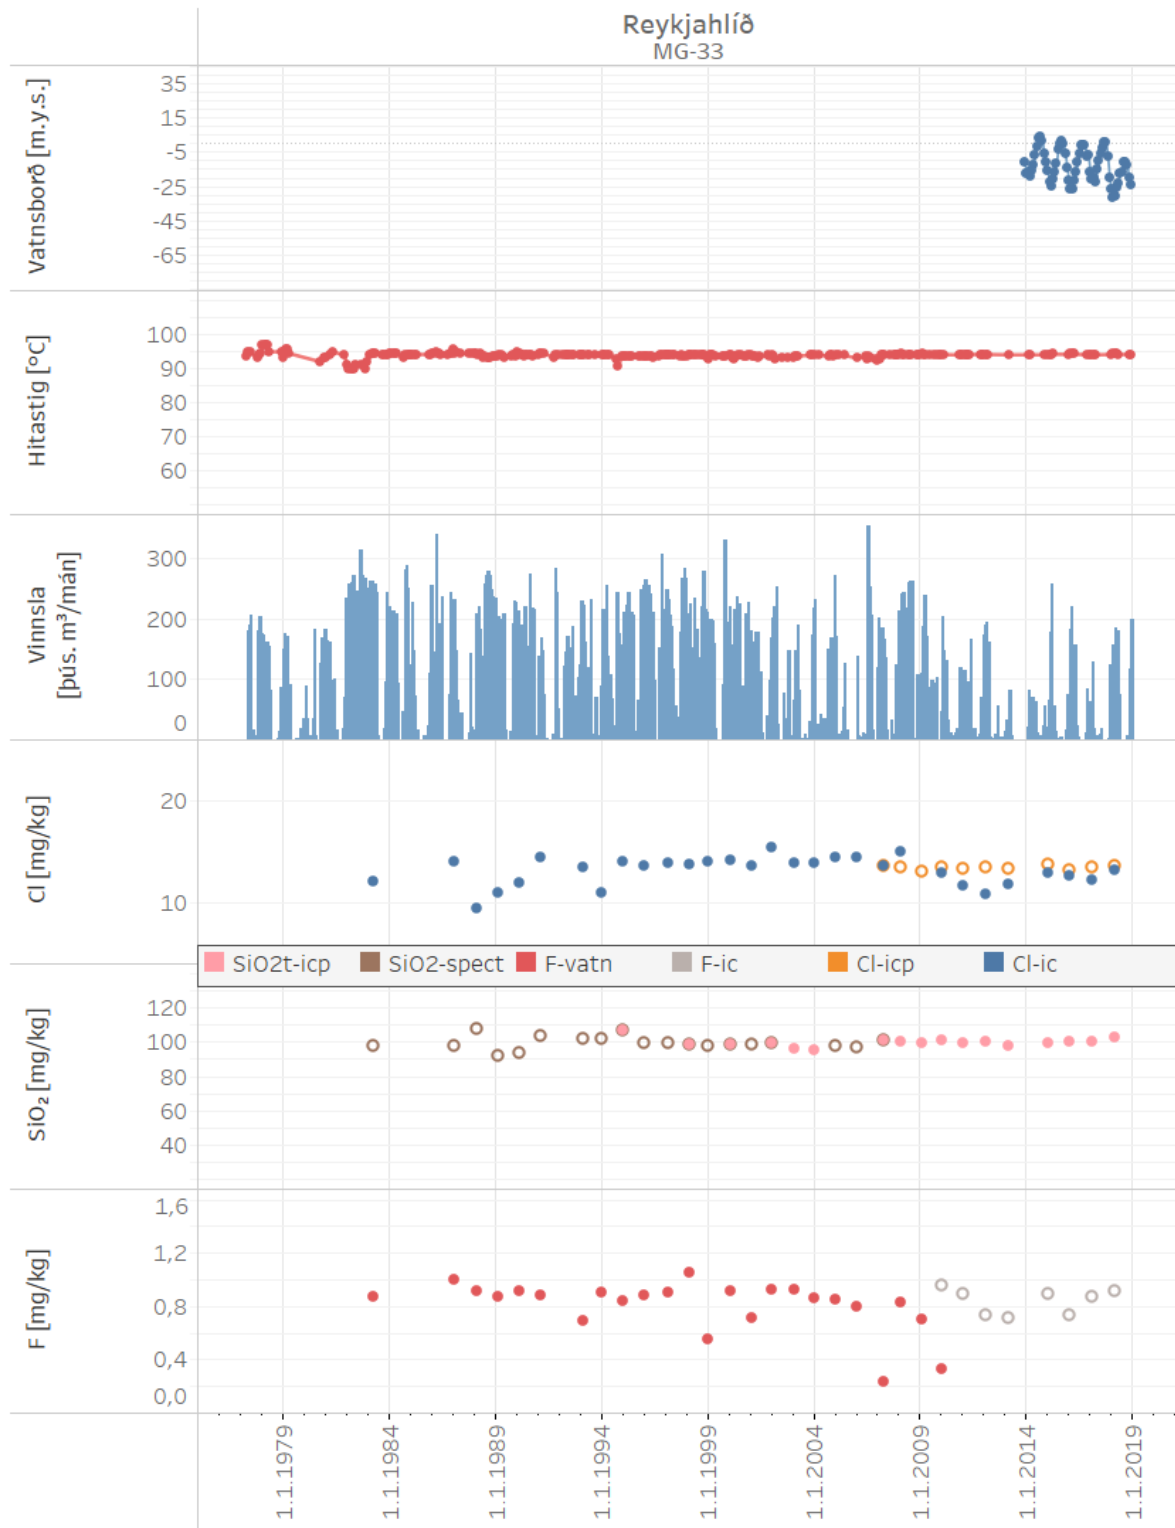 Reykjahlíð
MG-33
Vatnsborð [m.y.s.]
35
15
-5
-25
-45
-65
Hitastig [°C]
100
90
80
70
60
Vinnsla
[þús. m³/mán]
300
200
100
0
Cl [mg/kg]
20
10
SiO2t-icp SiO2-spect F-vatn F-ic Cl-icp Cl-ic
SiO₂ [mg/kg]
120
100
80
60
40
F [mg/kg]
1,6
1,2
0,8
0,4
0,0
1.1.1979 1.1.1984 1.1.1989 1.1.1994 1.1.1999 1.1.2004 1.1.2009 1.1.2014 1.1.2019